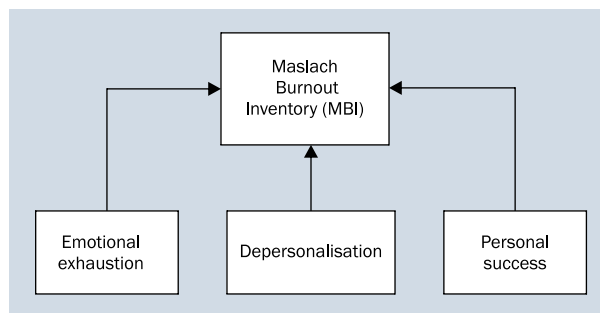 Maslach
Burnout
Inventory (MBI)
Emotional
exhaustion
Depersonalisation
Personal
success